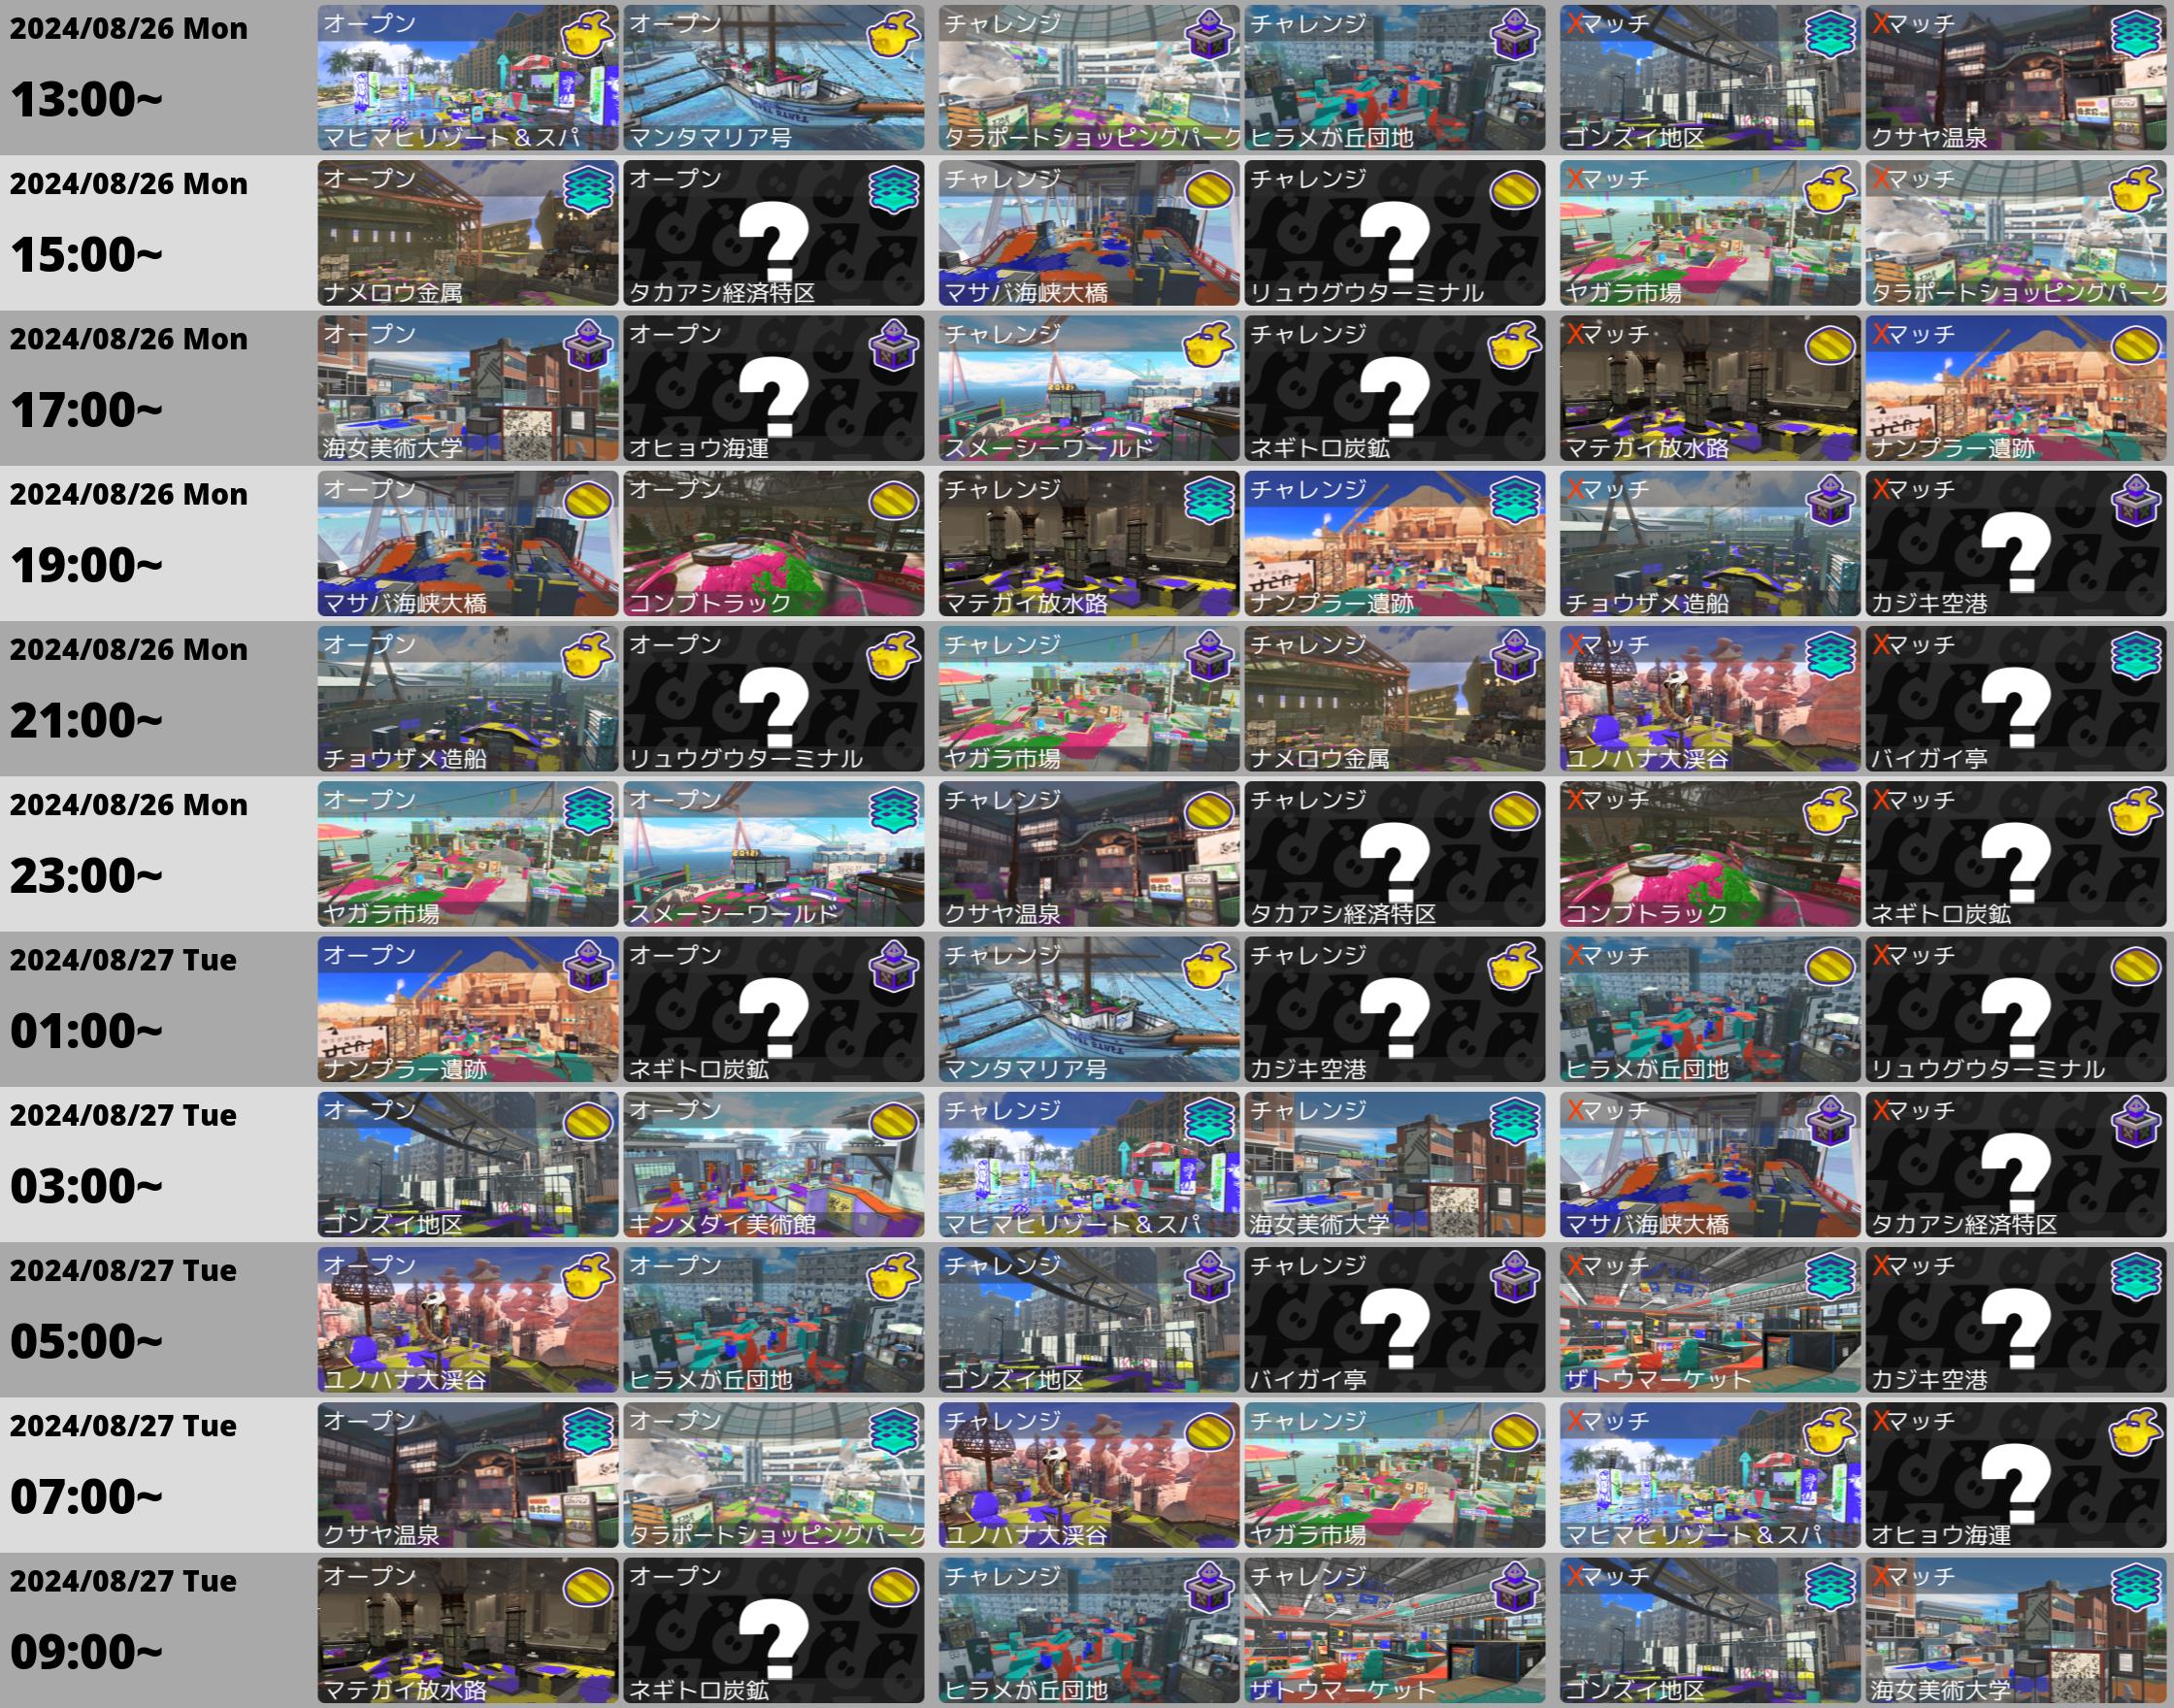 2024/08/26 Mon
13:00~
オープン
マヒマヒリゾート＆スパ
オープン
マンタマリア号
チャレンジ
タラポートショッピングパーク
チャレンジ
ヒラメが丘団地
Xマッチ
ゴンズイ地区
Xマッチ
クサヤ温泉
2024/08/26 Mon
15:00~
オープン
ナメロウ金属
オープン
?
タカアシ経済特区
チャレンジ
マサバ海峡大橋
チャレンジ
?
リュウグウターミナル
Xマッチ
ヤガラ市場
Xマッチ
タラポートショッピングパーク
2024/08/26 Mon
17:00~
オープン
海女美術大学
オープン
?
オヒョウ海運
チャレンジ
スメーシーワールド
チャレンジ
?
ネギトロ炭鉱
Xマッチ
マテガイ放水路
Xマッチ
ナンプラー遺跡
2024/08/26 Mon
19:00~
オープン
マサバ海峡大橋
オープン
コンブトラック
チャレンジ
マテガイ放水路
チャレンジ
ナンプラー遺跡
Xマッチ
チョウザメ造船
Xマッチ
?
カジキ空港
2024/08/26 Mon
21:00~
オープン
チョウザメ造船
オープン
?
リュウグウターミナル
チャレンジ
ヤガラ市場
チャレンジ
ナメロウ金属
Xマッチ
ユノハナ大渓谷
Xマッチ
?
バイガイ亭
2024/08/26 Mon
23:00~
オープン
ヤガラ市場
オープン
スメーシーワールド
チャレンジ
クサヤ温泉
チャレンジ
?
タカアシ経済特区
Xマッチ
コンブトラック
Xマッチ
?
ネギトロ炭鉱
2024/08/27 Tue
01:00~
オープン
ナンプラー遺跡
オープン
?
ネギトロ炭鉱
チャレンジ
マンタマリア号
チャレンジ
?
カジキ空港
Xマッチ
ヒラメが丘団地
Xマッチ
?
リュウグウターミナル
2024/08/27 Tue
03:00~
オープン
ゴンズイ地区
オープン
キンメダイ美術館
チャレンジ
マヒマヒリゾート＆スパ
チャレンジ
海女美術大学
Xマッチ
マサバ海峡大橋
Xマッチ
?
タカアシ経済特区
2024/08/27 Tue
05:00~
オープン
ユノハナ大渓谷
オープン
ヒラメが丘団地
チャレンジ
ゴンズイ地区
チャレンジ
?
バイガイ亭
Xマッチ
ザトウマーケット
Xマッチ
?
カジキ空港
2024/08/27 Tue
07:00~
オープン
クサヤ温泉
オープン
タラポートショッピングパーク
チャレンジ
ユノハナ大渓谷
チャレンジ
ヤガラ市場
Xマッチ
マヒマヒリゾート＆スパ
Xマッチ
?
オヒョウ海運
2024/08/27 Tue
09:00~
オープン
マテガイ放水路
オープン
?
ネギトロ炭鉱
チャレンジ
ヒラメが丘団地
チャレンジ
ザトウマーケット
Xマッチ
ゴンズイ地区
Xマッチ
海女美術大学